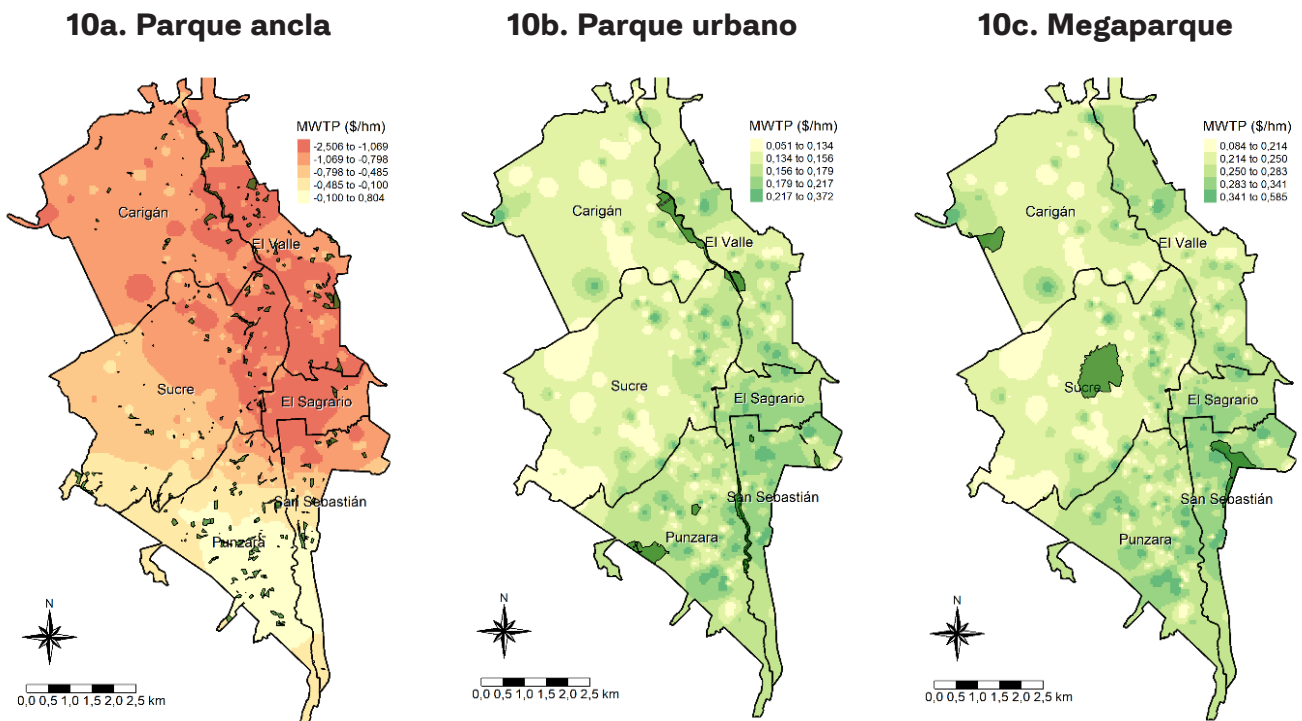 10a. Parque ancla
MWTP ($/hm)
-2,506 to -1,069
-1,069 to -0,798
-0,798 to -0,485
-0,485 to -0,100
-0,100 to 0,804
Carigán
El Valle
Sucre
El Sagrario
San Sebastián
Punzara
N
0,0 0,5 1,0 1,5 2,0 2,5 km
10b. Parque urbano
MWTP ($/hm)
0,051 to 0,134
0,134 to 0,156
0,156 to 0,179
0,179 to 0,217
0,217 to 0,372
Carigán
El Valle
Sucre
El Sagrario
San Sebastián
Punzara
N
0,0 0,5 1,0 1,5 2,0 2,5 km
10c. Megaparque
MWTP ($/hm)
0,084 to 0,214
0,214 to 0,250
0,250 to 0,283
0,283 to 0,341
0,341 to 0,585
Carigán
El Valle
Sucre
El Sagrario
San Sebastián
Punzara
N
0,0 0,5 1,0 1,5 2,0 2,5 km